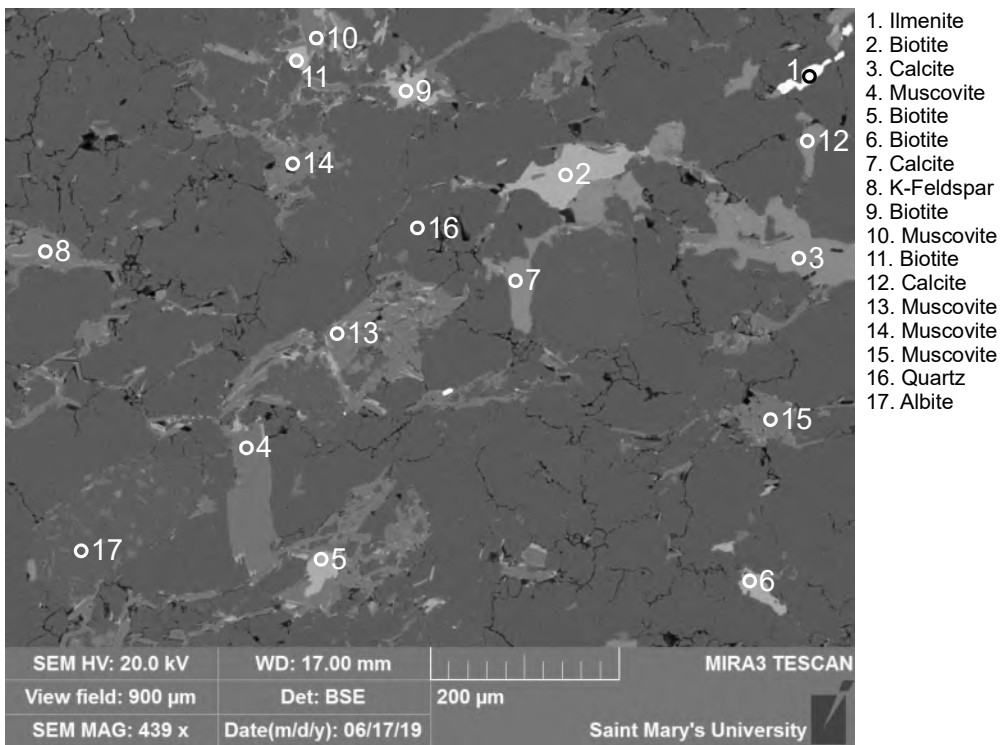 1. Ilmenite
2. Biotite
3. Calcite
4. Muscovite
5. Biotite
6. Biotite
7. Calcite
8. K-Feldspar
9. Biotite
10. Muscovite
11. Biotite
12. Calcite
13. Muscovite
14. Muscovite
15. Muscovite
16. Quartz
17. Albite
10
11
1
9
12
14
2
16
8
3
7
13
15
4
17
5
6
SEM HV: 20.0 kV WD: 17.00 mm MIRA3 TESCAN
View field: 900 µm Det: BSE 200 µm
SEM MAG: 439 x Date(m/d/y): 06/17/19 Saint Mary's University